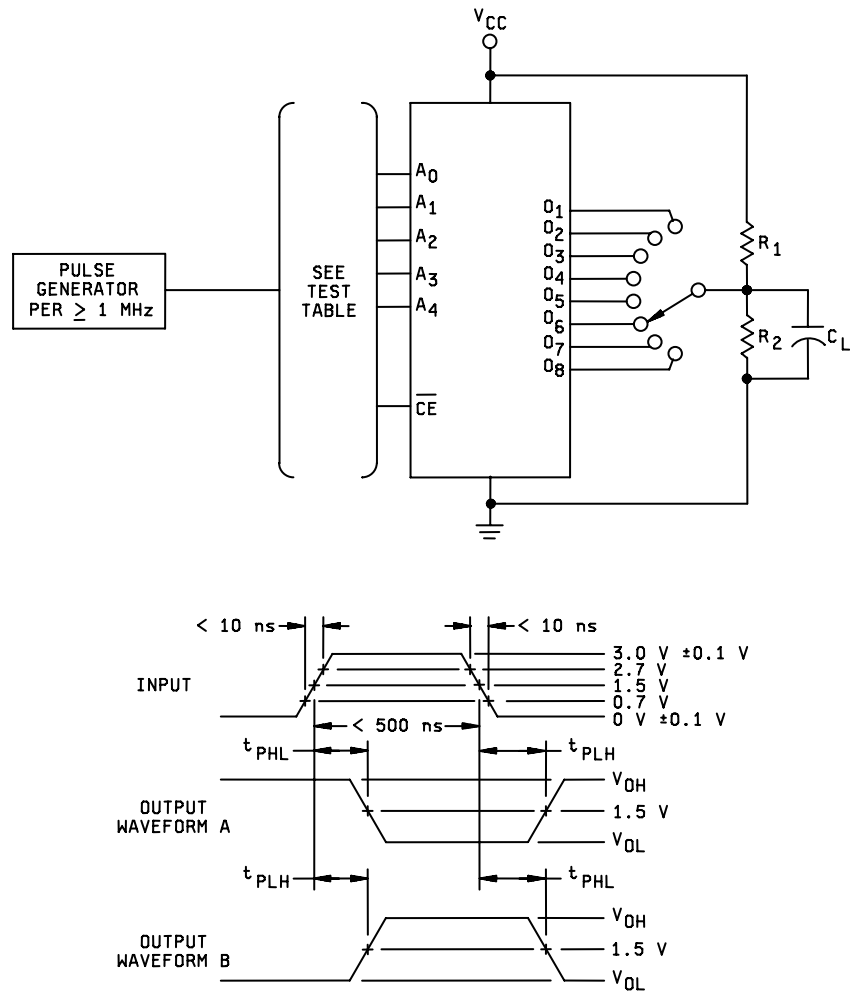 VCC
A0
A1
A2
A3
A4
CE
O1
O2
O3
O4
O5
O6
O7
O8
PULSE
GENERATOR
PER ≥ 1 MHz
SEE
TEST
TABLE
R1
R2
CL
< 10 ns
< 10 ns
INPUT
3.0 V ±0.1 V
2.7 V
1.5 V
0.7 V
0 V ±0.1 V
< 500 ns
tPHL
tPLH
OUTPUT
WAVEFORM A
VOH
1.5 V
VOL
tPLH
tPHL
OUTPUT
WAVEFORM B
VOH
1.5 V
VOL